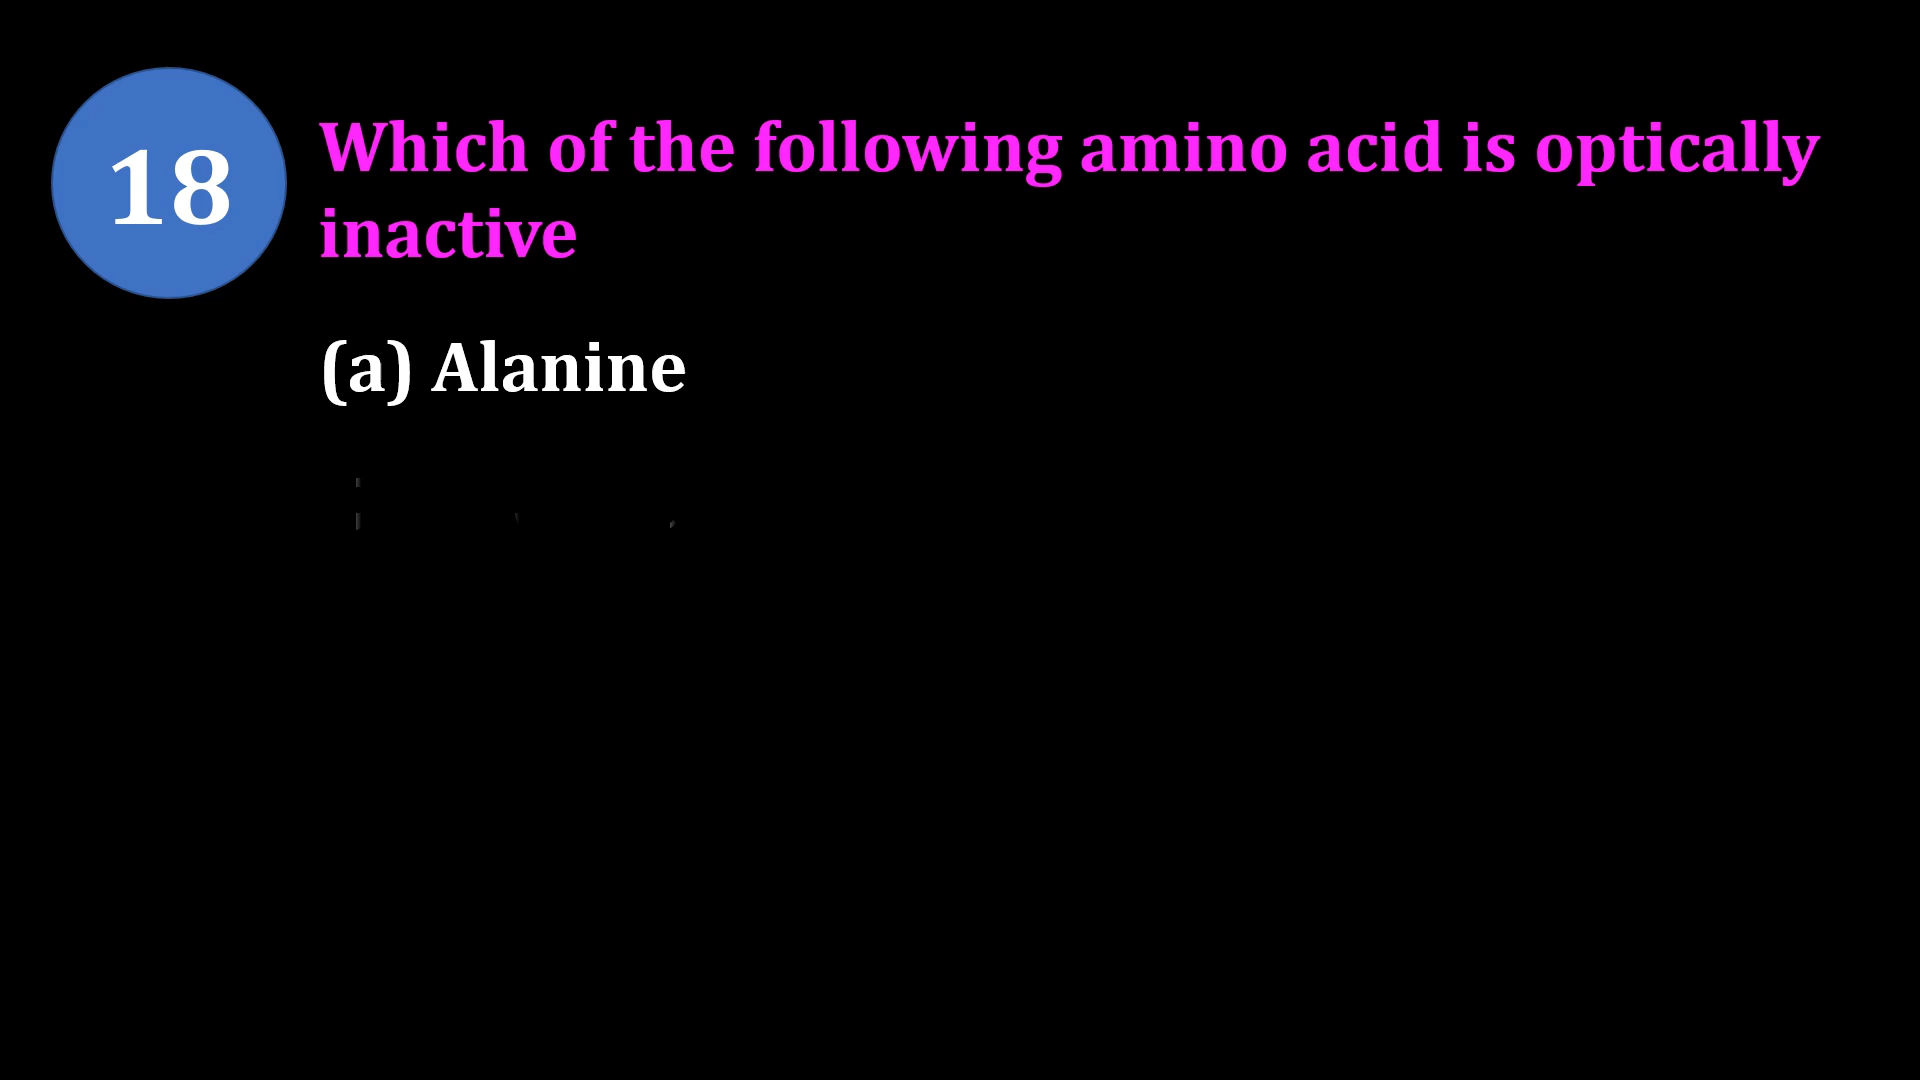 18
Which of the following amino acid is optically
inactive
(a) Alanine